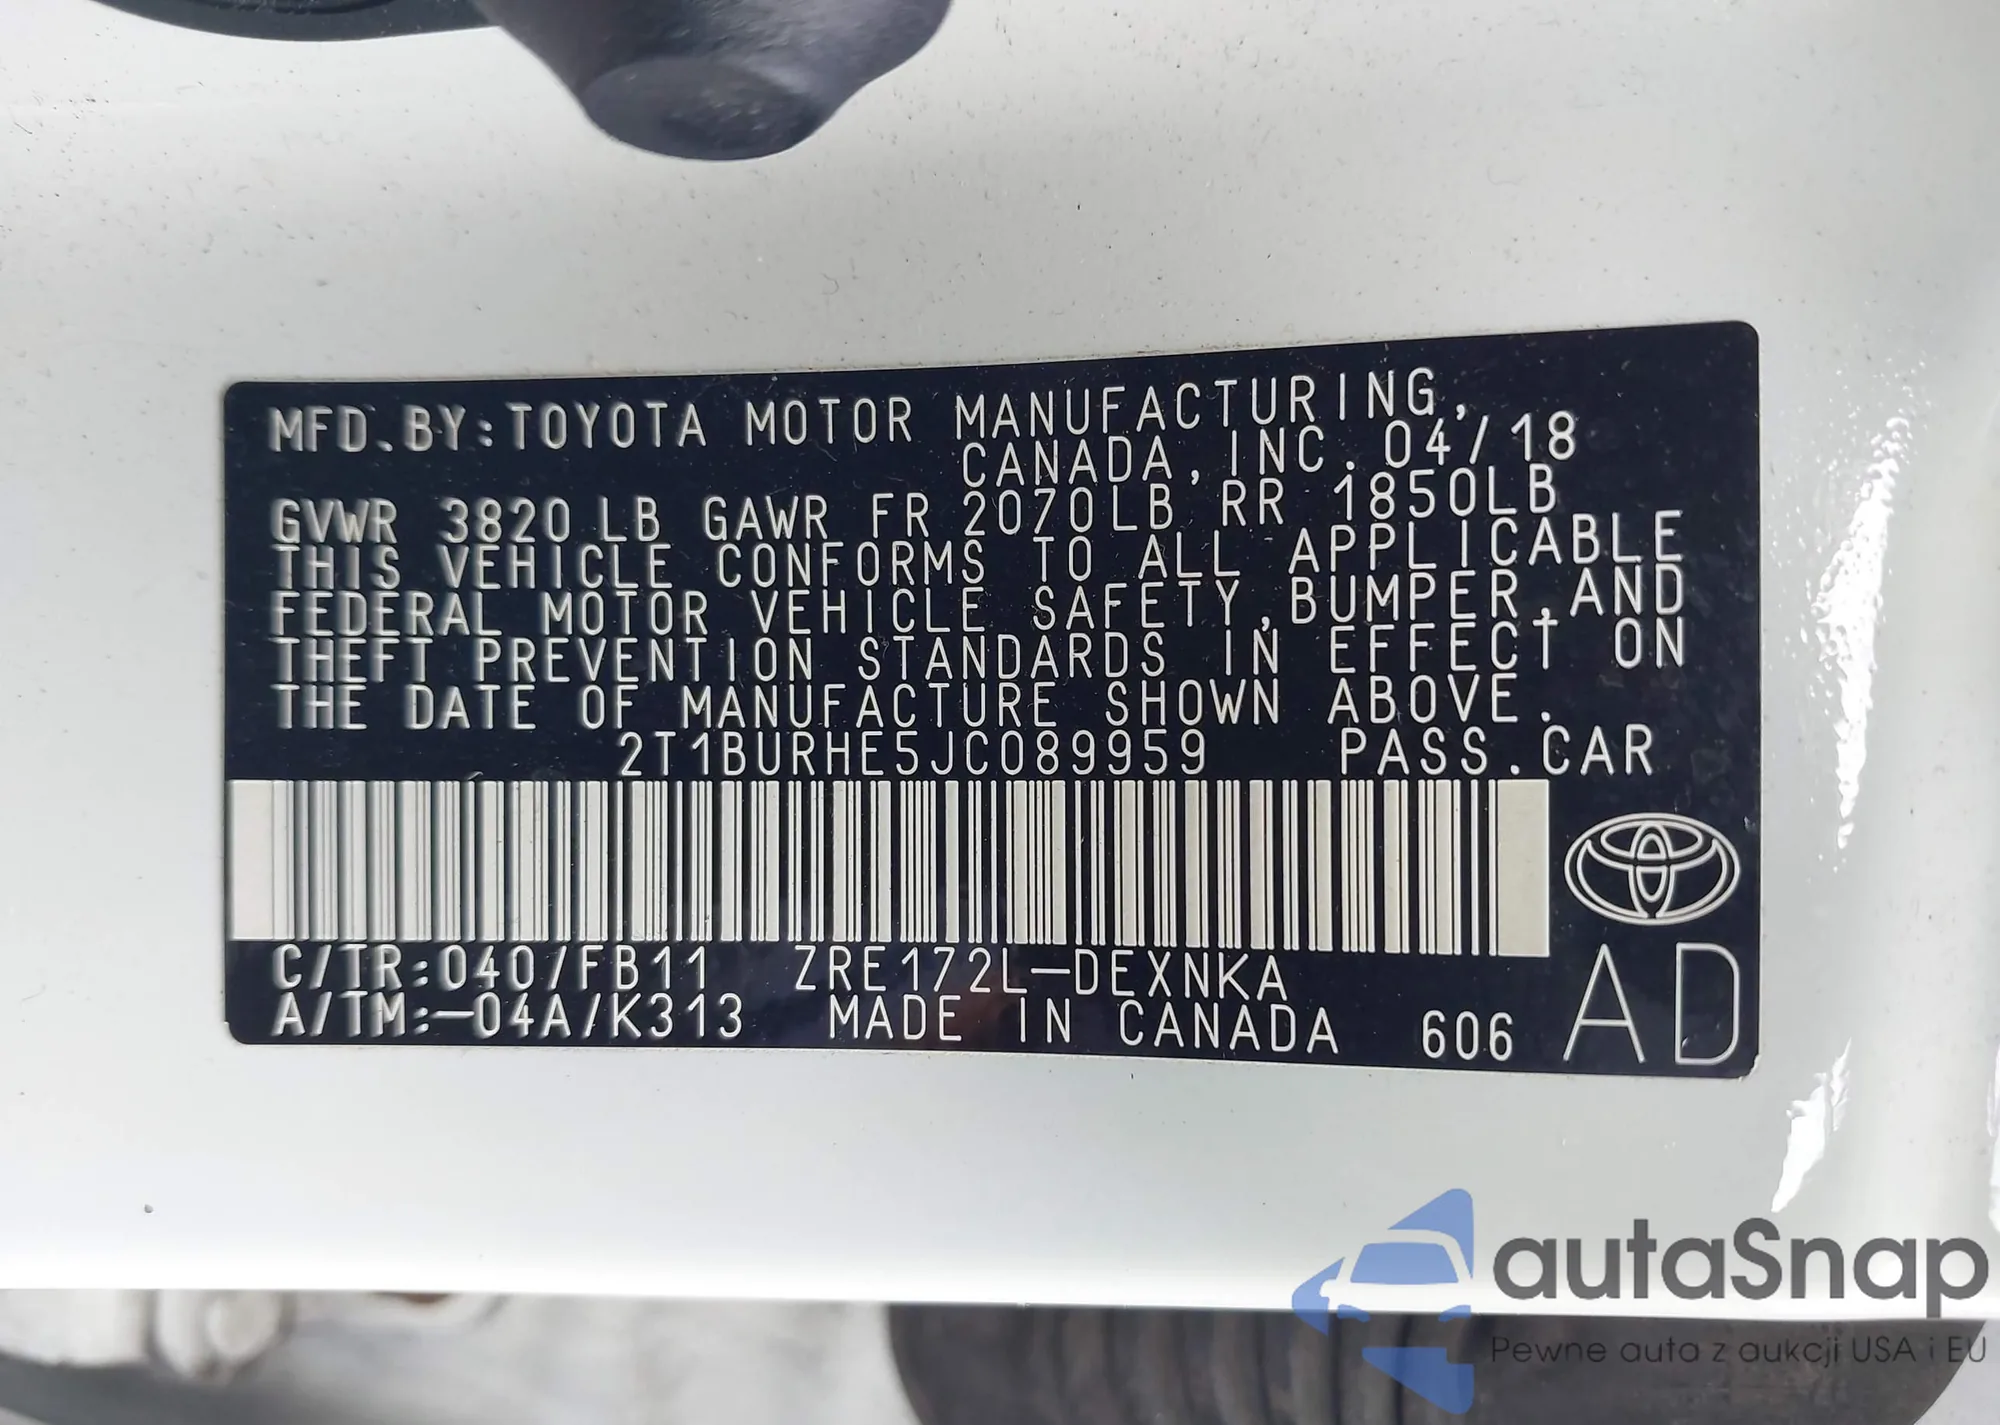 MFD.BY:TOYOTA MOTOR MANUFACTURING,
CANADA,INC. 04/18
GVWR 3820 LB GAWR FR 2070LB RR 1850LB
THIS VEHICLE CONFORMS TO ALL APPLICABLE
FEDERAL MOTOR VEHICLE SAFETY,BUMPER,AND
THEFT PREVENTION STANDARDS IN EFFECT ON
THE DATE OF MANUFACTURE SHOWN ABOVE.
2T1BURHE5JC089959 PASS.CAR
C/TR:040/FB11 ZRE172L-DEXNKA
A/TM:-04A/K313 MADE IN CANADA 606 AD
autaSnap
Pewne auta z aukcji USA i EU